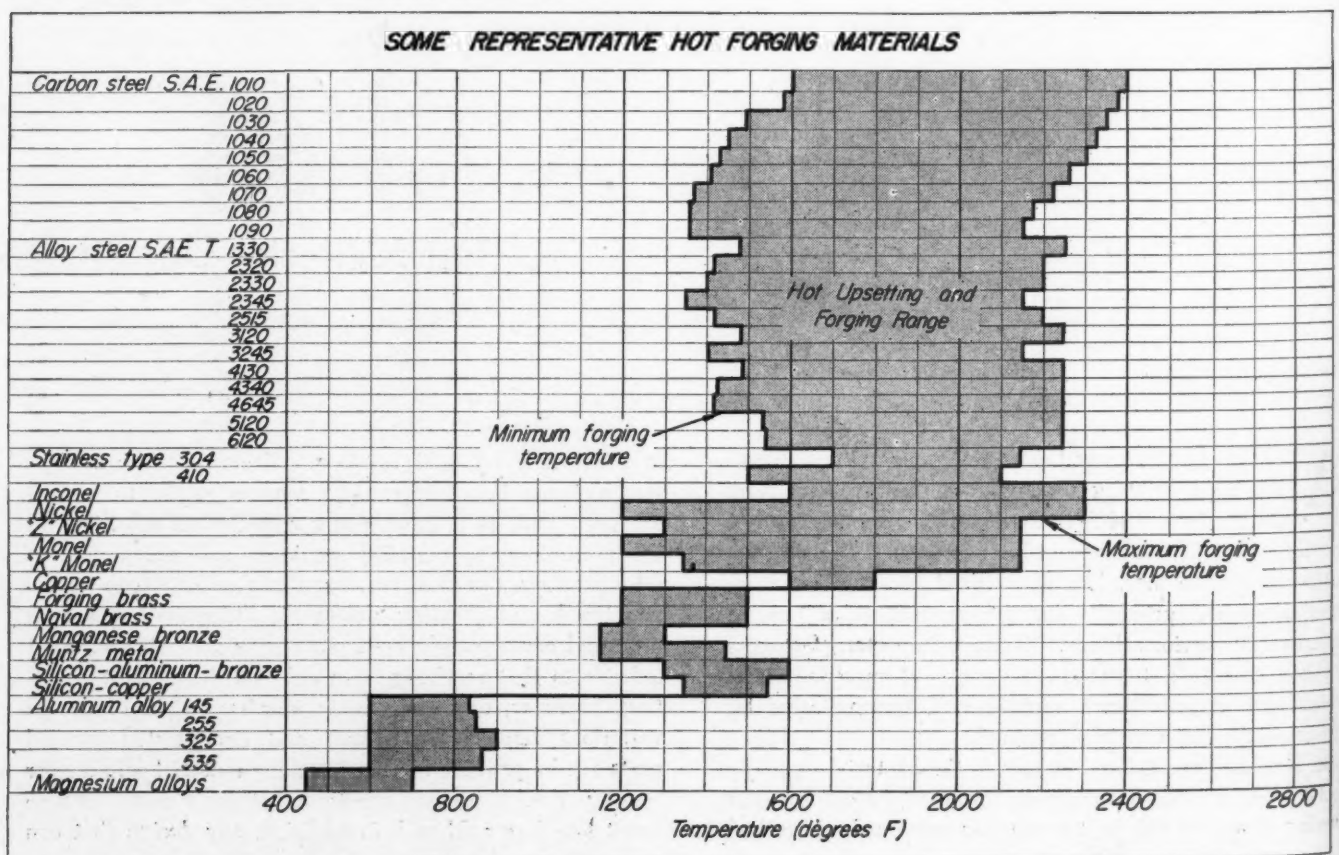 SOME REPRESENTATIVE HOT FORGING MATERIALS
Carbon steel S.A.E. 1010
1020
1030
1040
1050
1060
1070
1080
1090
Alloy steel S.A.E. T 1330
2320
2330
2345
2515
3120
3245
4130
4340
4645
5120
6120
Stainless type 304
410
Inconel
Nickel
"Z" Nickel
Monel
"K" Monel
Copper
Forging brass
Naval brass
Manganese bronze
Muntz metal
Silicon-aluminum-bronze
Silicon-copper
Aluminum alloy 14S
25S
32S
53S
Magnesium alloys
Hot Upsetting and
Forging Range
Minimum forging
temperature
Maximum forging
temperature
400 800 1200 1600 2000 2400 2800
Temperature (degrees F)